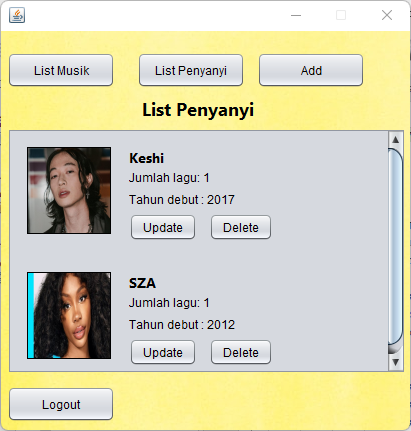 List Musik
List Penyanyi
Add
List Penyanyi
Keshi
Jumlah lagu: 1
Tahun debut : 2017
Update
Delete
SZA
Jumlah lagu: 1
Tahun debut : 2012
Update
Delete
Logout